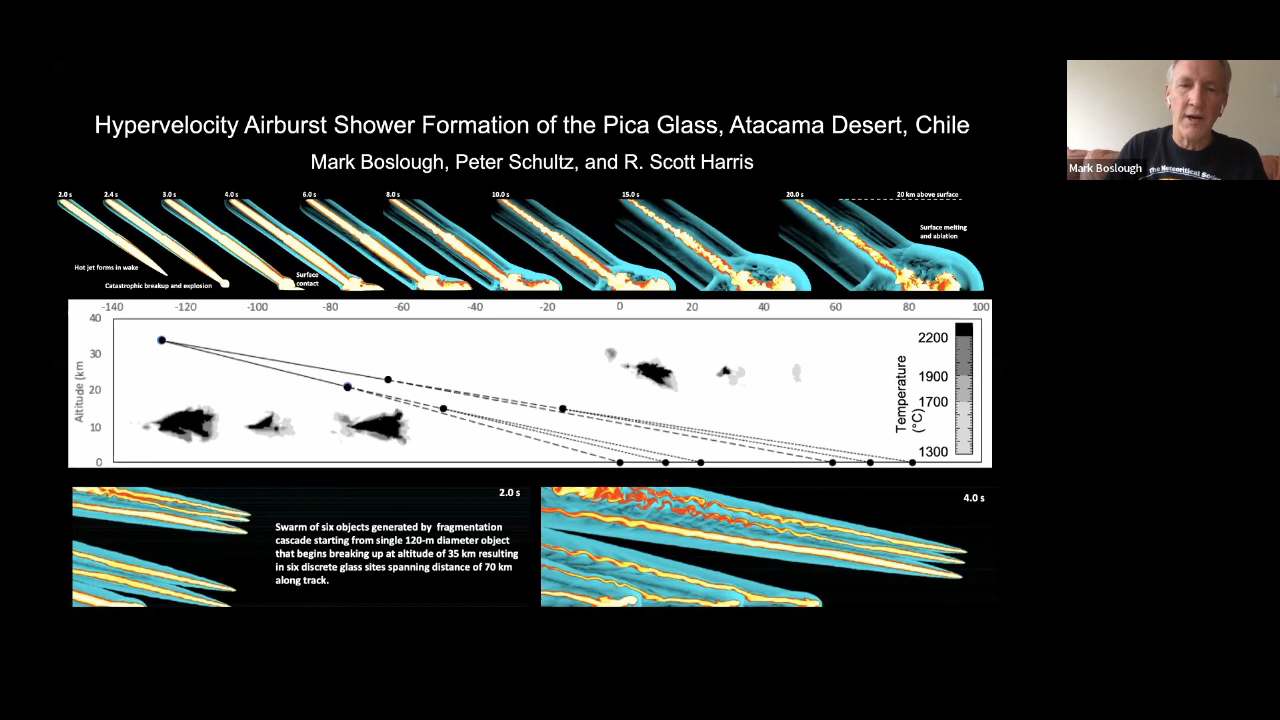 Hypervelocity Airburst Shower Formation of the Pica Glass, Atacama Desert, Chile
Mark Boslough, Peter Schultz, and R. Scott Harris
2.0 s 2.4 s 3.0 s 4.0 s 6.0 s 8.0 s 10.0 s 15.0 s 20.0 s 20 km above surface
Surface melting
and ablation
Hot jet forms in wake
Catastrophic breakup and explosion
Surface
contact
Mark Boslough
The Meteoritical
-140 -120 -100 -80 -60 -40 -20 0 20 40 60 80 100
40
30
20
10
0
Altitude (km
Temperature
(°C)
2200
1900
1700
1300
2.0 s
Swarm of six objects generated by fragmentation
cascade starting from single 120-m diameter object
that begins breaking up at altitude of 35 km resulting
in six discrete glass sites spanning distance of 70 km
along track.
4.0 s